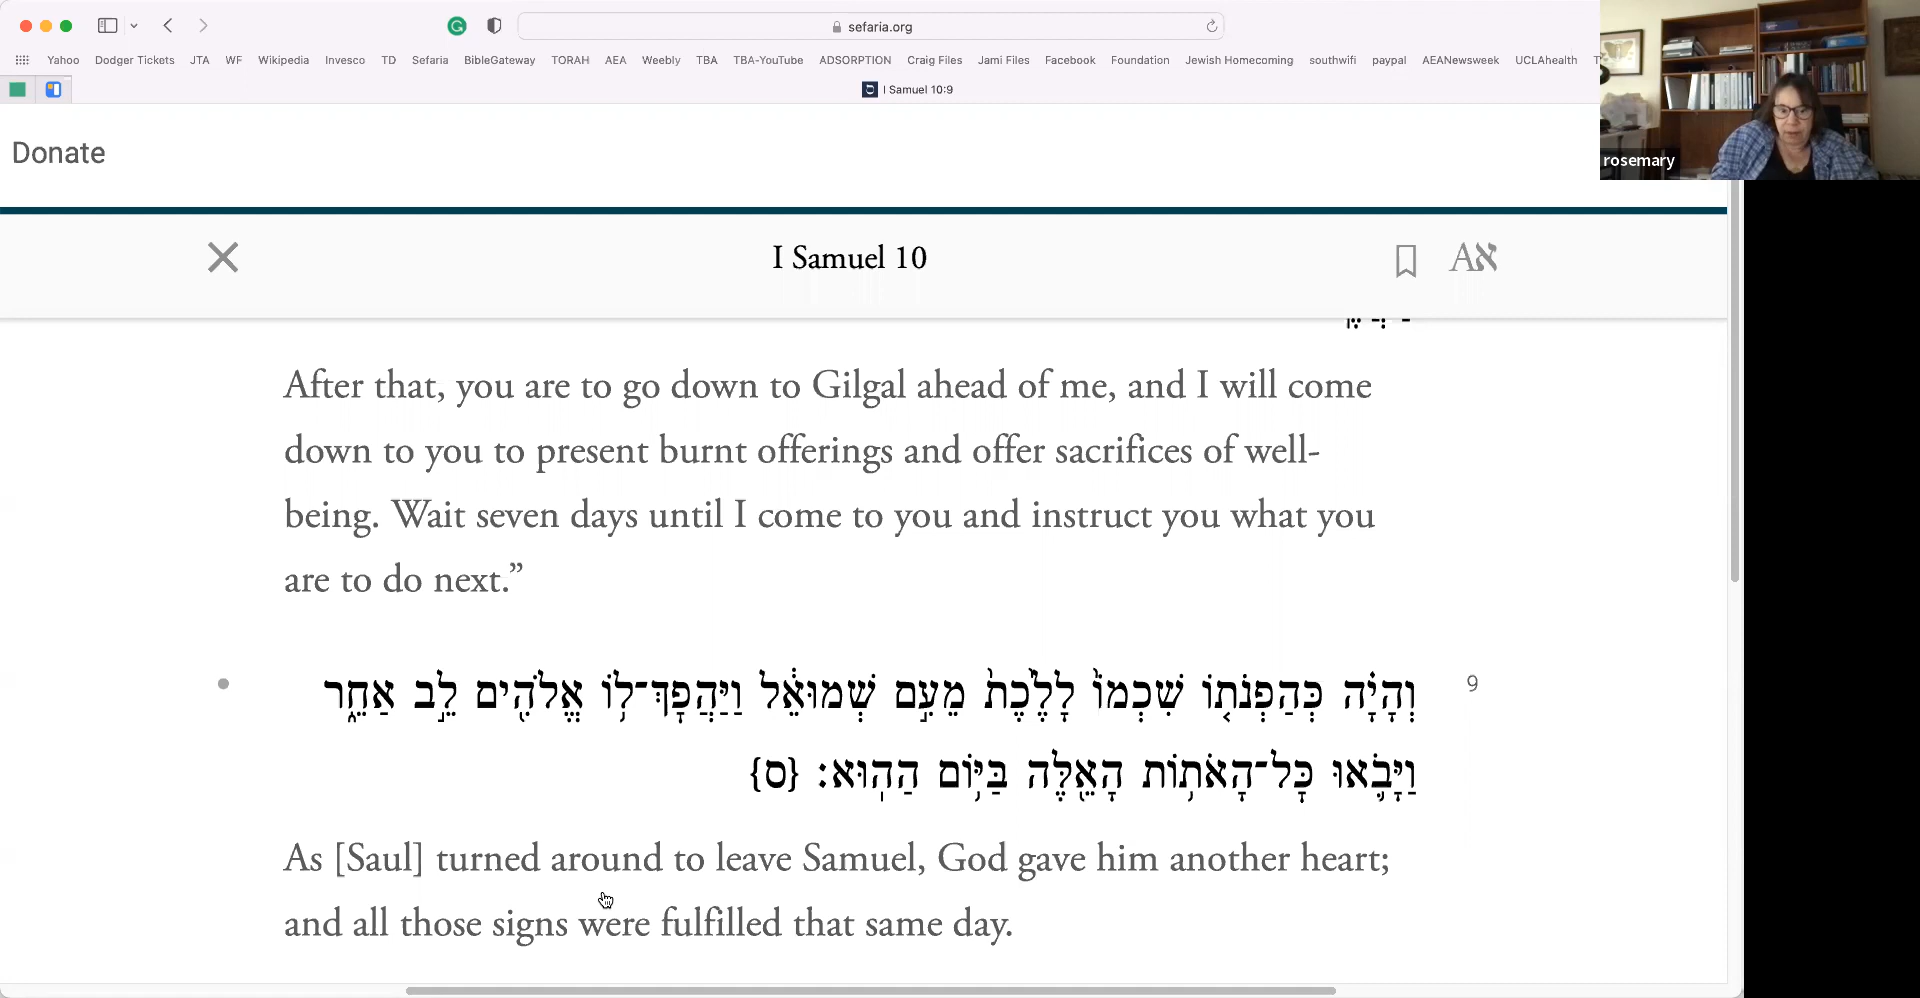 sefaria.org
Yahoo Dodger Tickets JTA WF Wikipedia Invesco TD Sefaria BibleGateway TORAH AEA Weebly TBA TBA-YouTube ADSORPTION Craig Files Jami Files Facebook Foundation Jewish Homecoming southwifi paypal AEANewsweek UCLAhealth
I Samuel 10:9
rosemary
Donate
I Samuel 10
Aא
After that, you are to go down to Gilgal ahead of me, and I will come
down to you to present burnt offerings and offer sacrifices of well-
being. Wait seven days until I come to you and instruct you what you
are to do next.”
9
וְהָיָ֗ה כְּהַפְנֹת֤וֹ שִׁכְמוֹ֙ לָלֶ֙כֶת֙ מֵעִ֣ם שְׁמוּאֵ֔ל וַיַּהֲפׇךְ־ל֥וֹ אֱלֹהִ֖ים לֵ֣ב אַחֵ֑ר
וַיָּבֹ֛אוּ כׇּל־הָאֹת֥וֹת הָאֵ֖לֶּה בַּיּ֥וֹם הַהֽוּא׃ {ס}
As [Saul] turned around to leave Samuel, God gave him another heart;
and all those signs were fulfilled that same day.